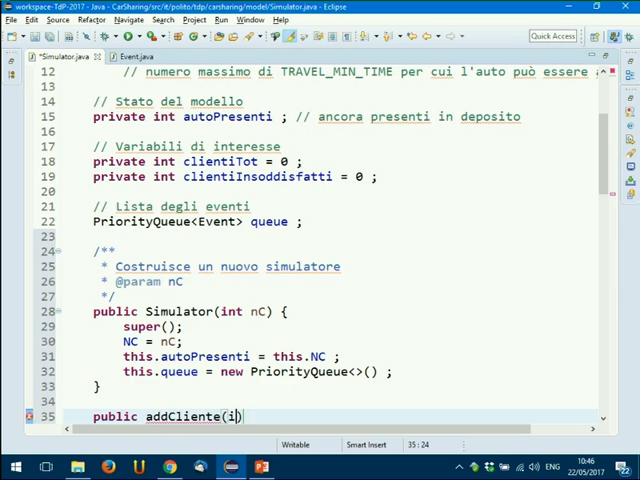 workspace-TdP-2017 - Java - CarSharing/src/it/polito/tdp/carsharing/model/Simulator.java - Eclipse
File Edit Source Refactor Navigate Search Project Run Window Help
Quick Access
*Simulator.java Event.java
12 // numero massimo di TRAVEL_MIN_TIME per cui l'auto può essere a
13
14 // Stato del modello
15 private int autoPresenti ; // ancora presenti in deposito
16
17 // Variabili di interesse
18 private int clientiTot = 0 ;
19 private int clientiInsoddisfatti = 0 ;
20
21 // Lista degli eventi
22 PriorityQueue<Event> queue ;
23
24 /**
25 * Costruisce un nuovo simulatore
26 * @param nC
27 */
28 public Simulator(int nC) {
29 super();
30 NC = nC;
31 this.autoPresenti = this.NC ;
32 this.queue = new PriorityQueue<>() ;
33 }
34
35 public addCliente(i)
Writable Smart Insert 35 : 24
10:46
22/05/2017
22